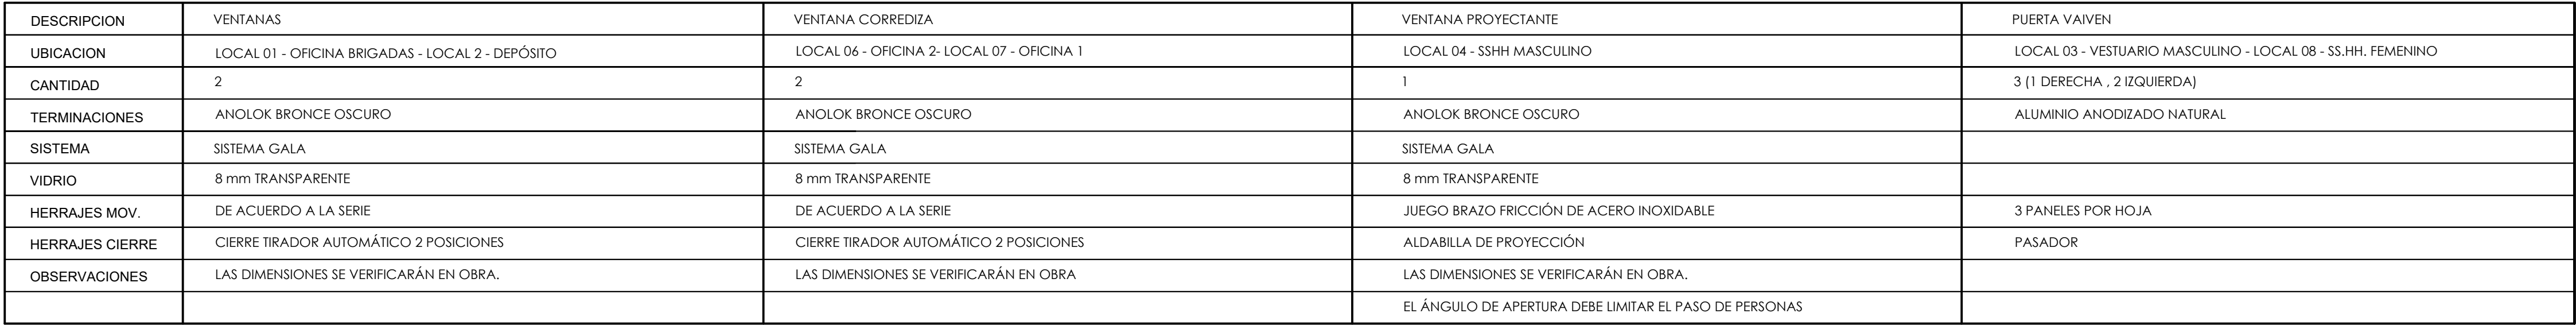 DESCRIPCION VENTANAS VENTANA CORREDIZA VENTANA PROYECTANTE PUERTA VAIVEN
UBICACION LOCAL 01 - OFICINA BRIGADAS - LOCAL 2 - DEPÓSITO LOCAL 06 - OFICINA 2- LOCAL 07 - OFICINA 1 LOCAL 04 - SSHH MASCULINO LOCAL 03 - VESTUARIO MASCULINO - LOCAL 08 - SS.HH. FEMENINO
CANTIDAD 2 2 1 3 (1 DERECHA , 2 IZQUIERDA)
TERMINACIONES ANOLOK BRONCE OSCURO ANOLOK BRONCE OSCURO ANOLOK BRONCE OSCURO ALUMINIO ANODIZADO NATURAL
SISTEMA SISTEMA GALA SISTEMA GALA SISTEMA GALA
VIDRIO 8 mm TRANSPARENTE 8 mm TRANSPARENTE 8 mm TRANSPARENTE
HERRAJES MOV. DE ACUERDO A LA SERIE DE ACUERDO A LA SERIE JUEGO BRAZO FRICCIÓN DE ACERO INOXIDABLE 3 PANELES POR HOJA
HERRAJES CIERRE CIERRE TIRADOR AUTOMÁTICO 2 POSICIONES CIERRE TIRADOR AUTOMÁTICO 2 POSICIONES ALDABILLA DE PROYECCIÓN PASADOR
OBSERVACIONES LAS DIMENSIONES SE VERIFICARÁN EN OBRA. LAS DIMENSIONES SE VERIFICARÁN EN OBRA LAS DIMENSIONES SE VERIFICARÁN EN OBRA.
EL ÁNGULO DE APERTURA DEBE LIMITAR EL PASO DE PERSONAS